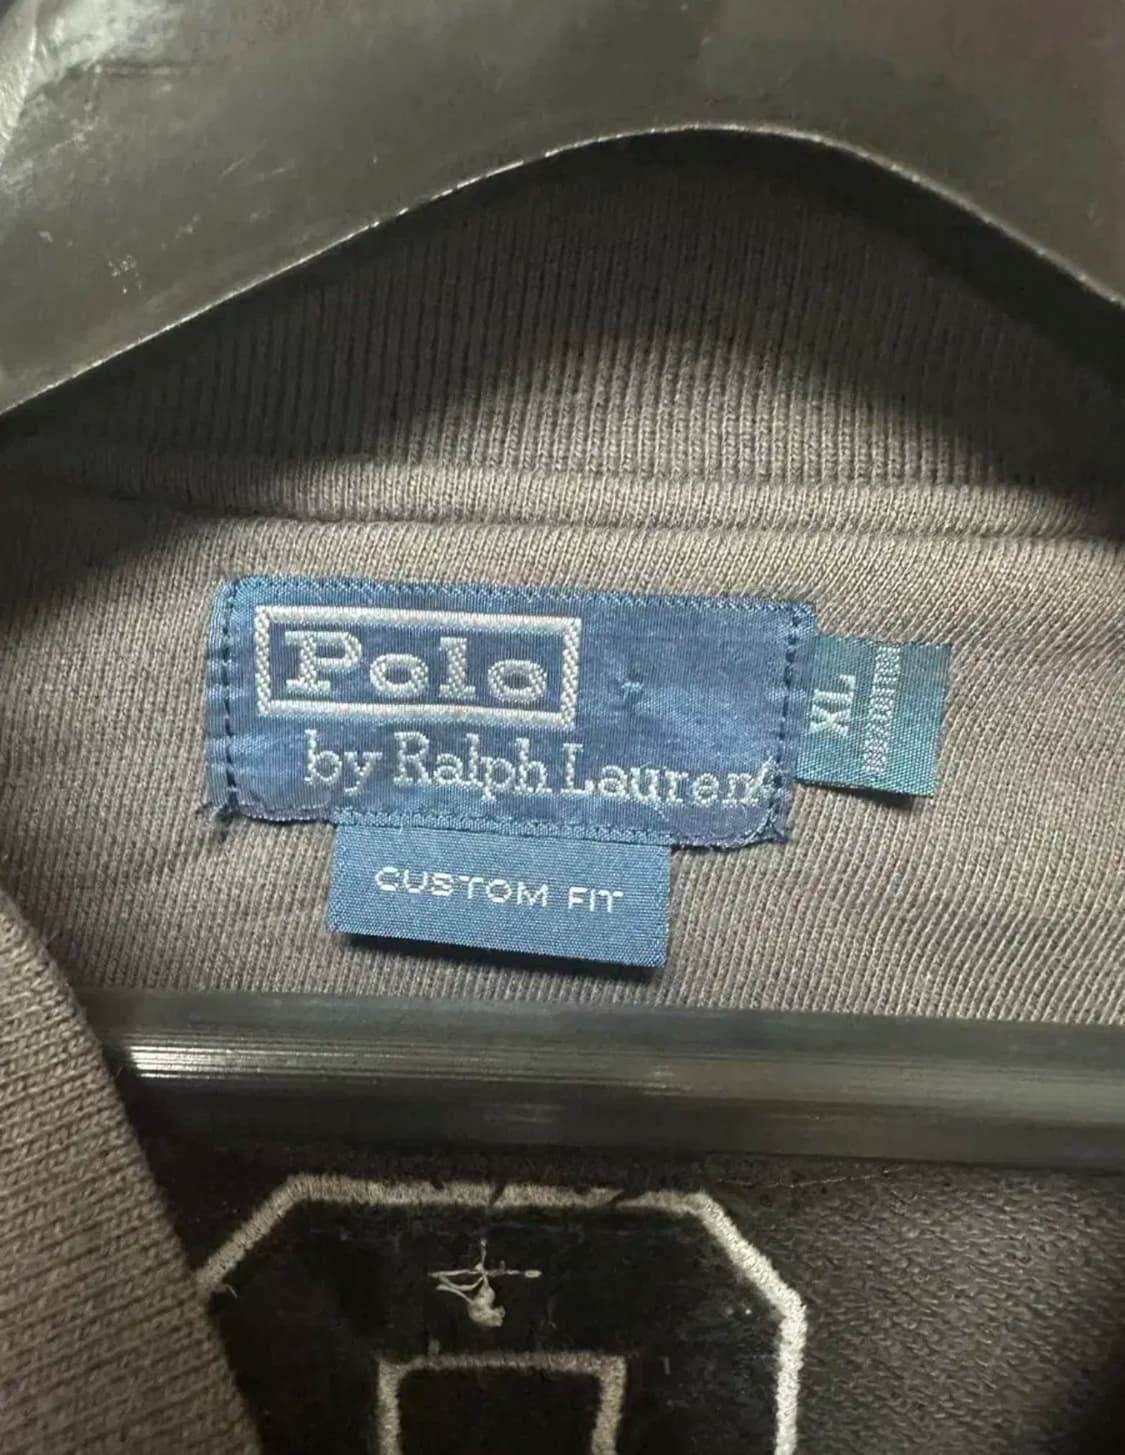 Polo
by Ralph Lauren
XL
CUSTOM FIT